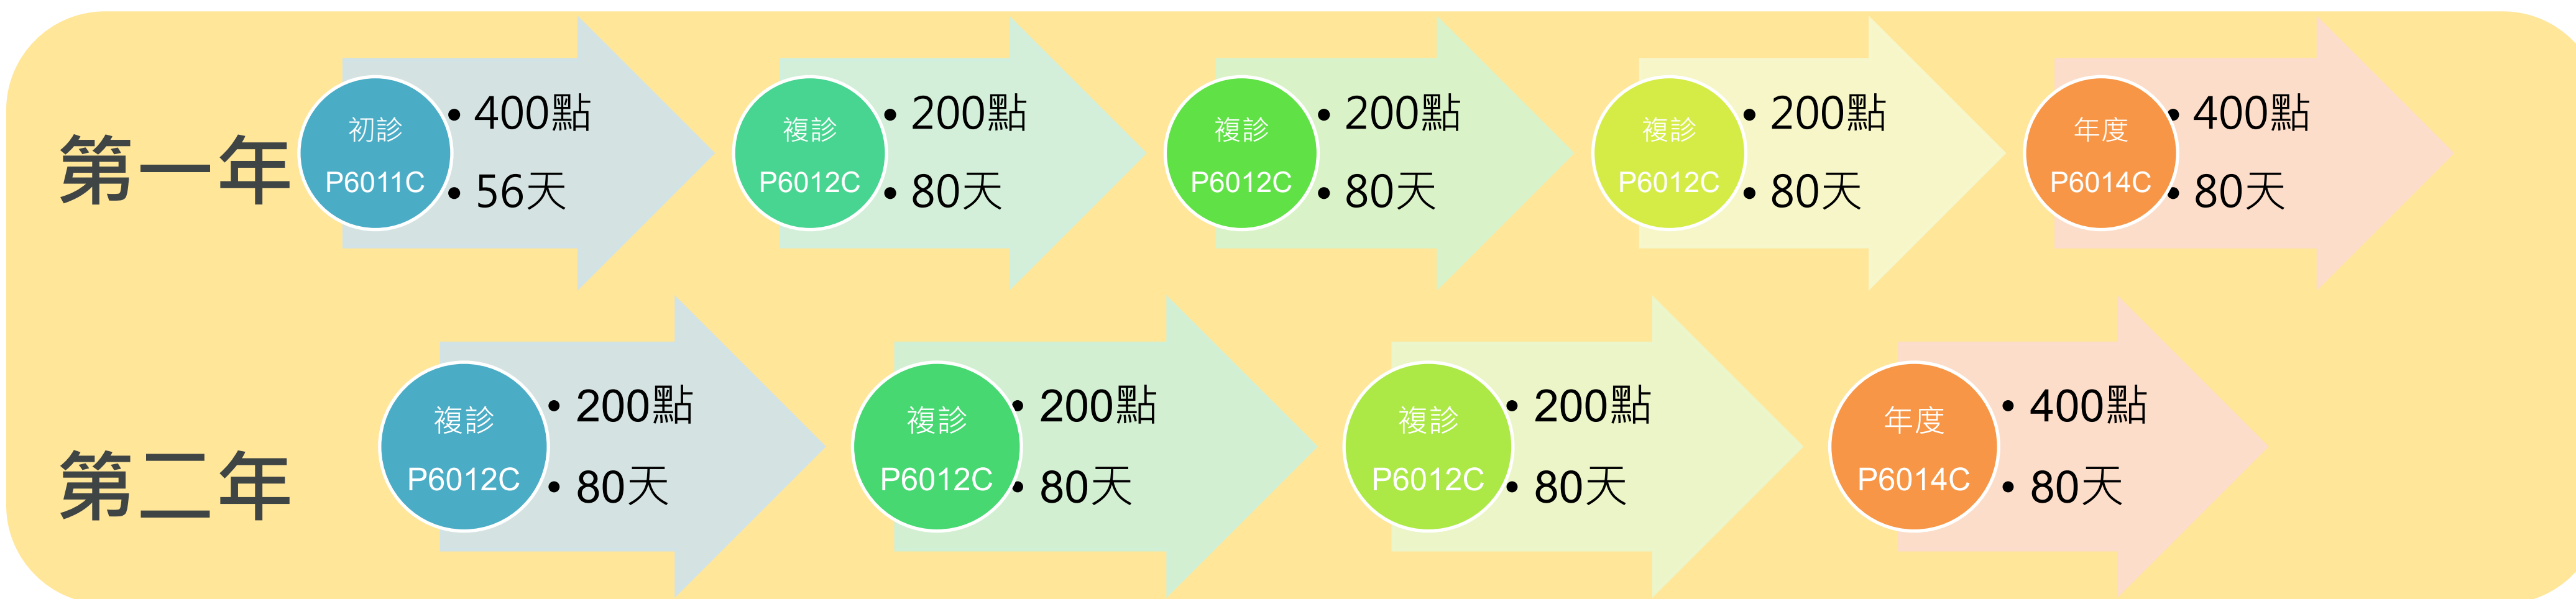 第一年
初診
P6011C
• 400點
• 56天
複診
P6012C
• 200點
• 80天
複診
P6012C
• 200點
• 80天
複診
P6012C
• 200點
• 80天
年度
P6014C
• 400點
• 80天
第二年
複診
P6012C
• 200點
• 80天
複診
P6012C
• 200點
• 80天
複診
P6012C
• 200點
• 80天
年度
P6014C
• 400點
• 80天